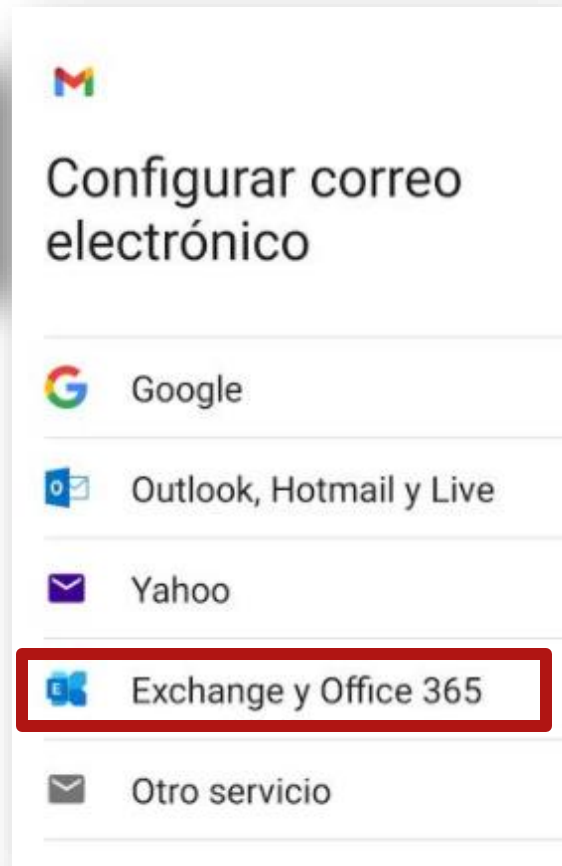 Configurar correo
electrónico
Google
Outlook, Hotmail y Live
Yahoo
Exchange y Office 365
Otro servicio